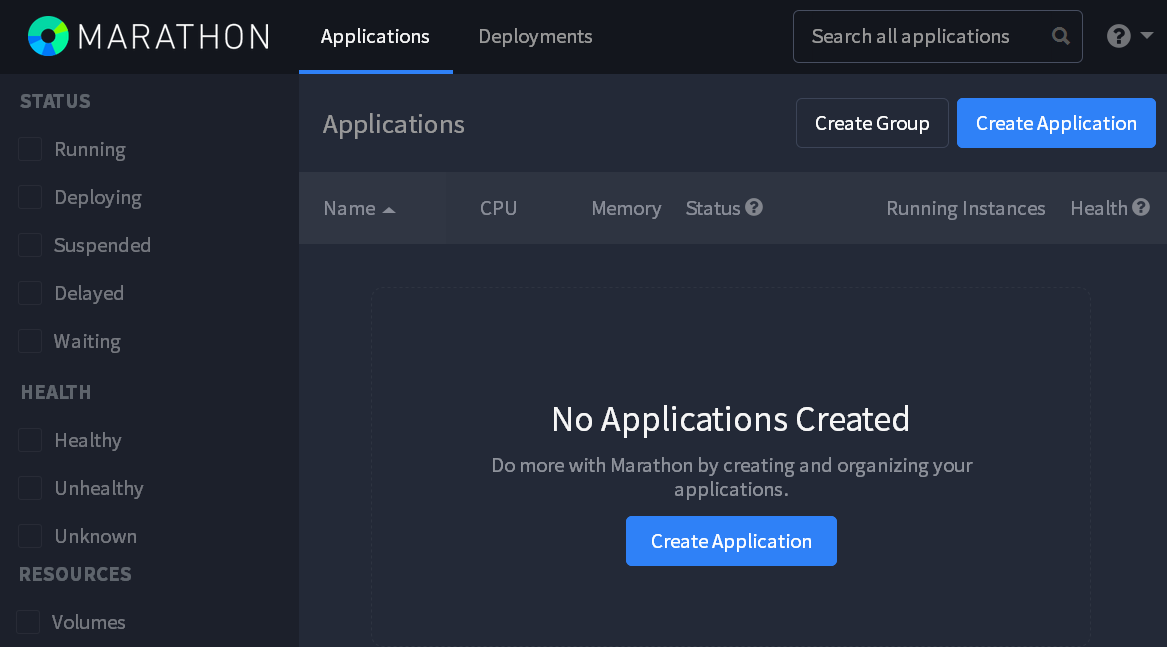 MARATHON
Applications
Deployments
Search all applications
STATUS
Running
Deploying
Suspended
Delayed
Waiting
HEALTH
Healthy
Unhealthy
Unknown
RESOURCES
Volumes
Applications
Create Group
Create Application
Name
CPU
Memory
Status
Running Instances
Health
No Applications Created
Do more with Marathon by creating and organizing your
applications.
Create Application